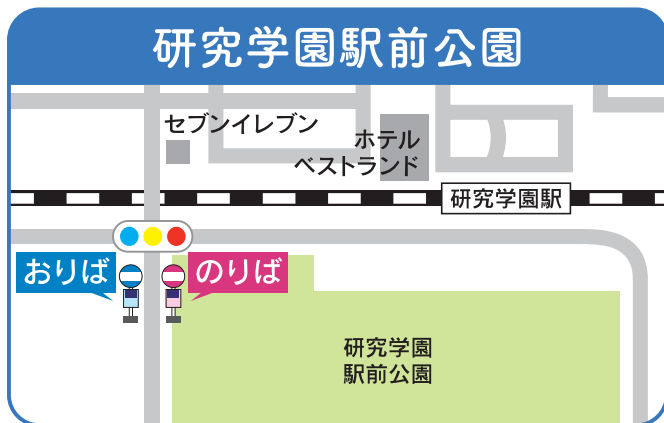 研究学園駅前公園
セブンイレブン
ホテル
ベストランド
研究学園駅
おりば
のりば
研究学園
駅前公園